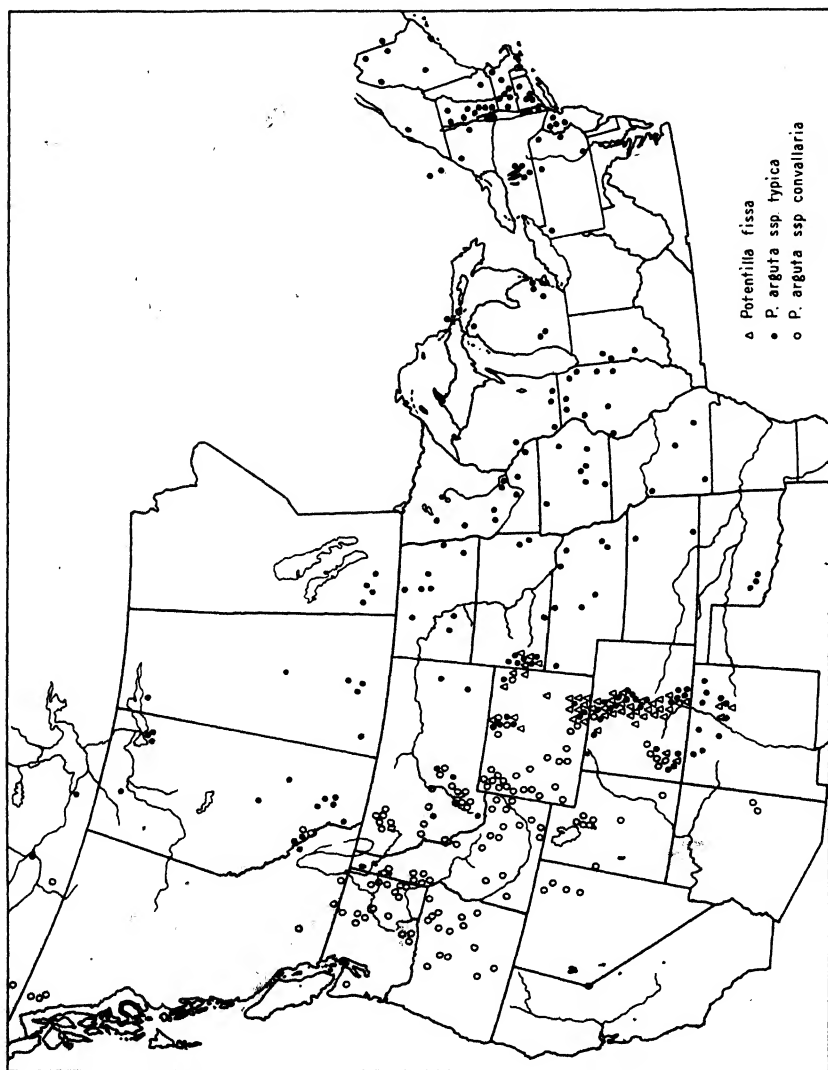 △ Potentilla fissa
● P. arguta ssp. typica
○ P. arguta ssp convallaria